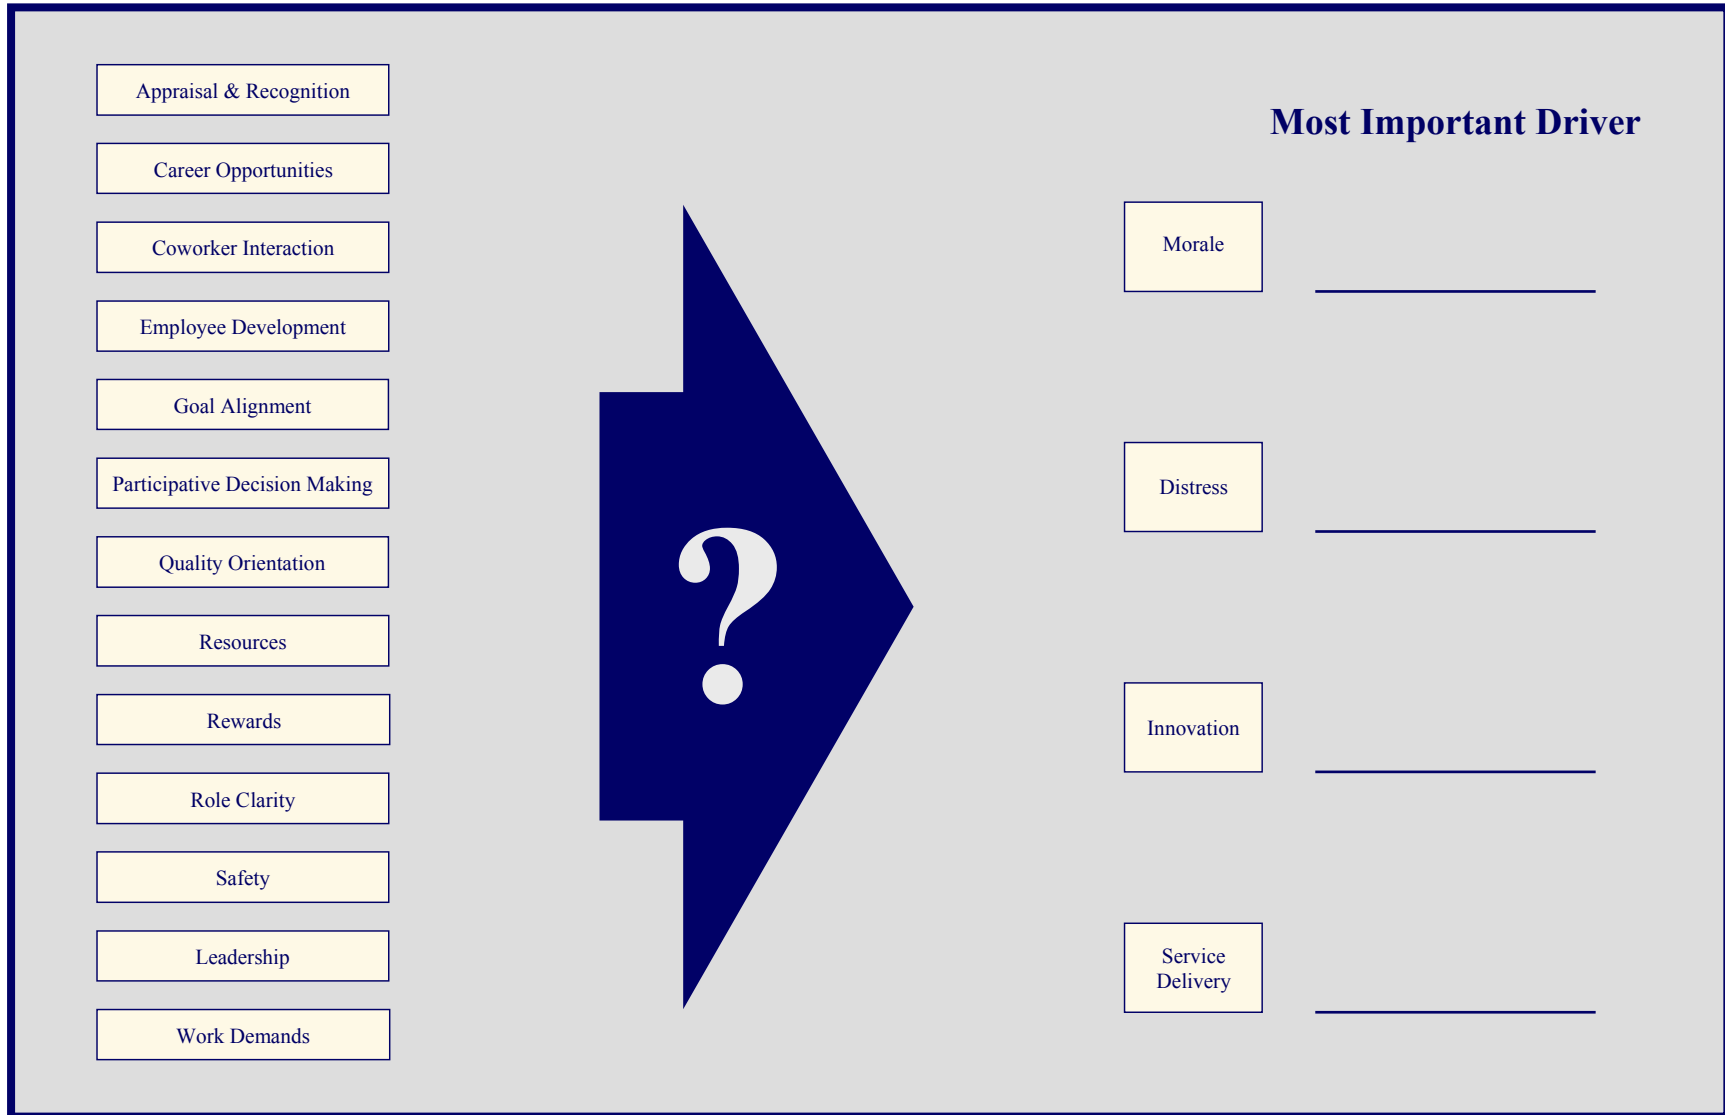 Appraisal & Recognition
Career Opportunities
Coworker Interaction
Employee Development
Goal Alignment
Participative Decision Making
Quality Orientation
Resources
Rewards
Role Clarity
Safety
Leadership
Work Demands
?
Most Important Driver
Morale
Distress
Innovation
Service
Delivery